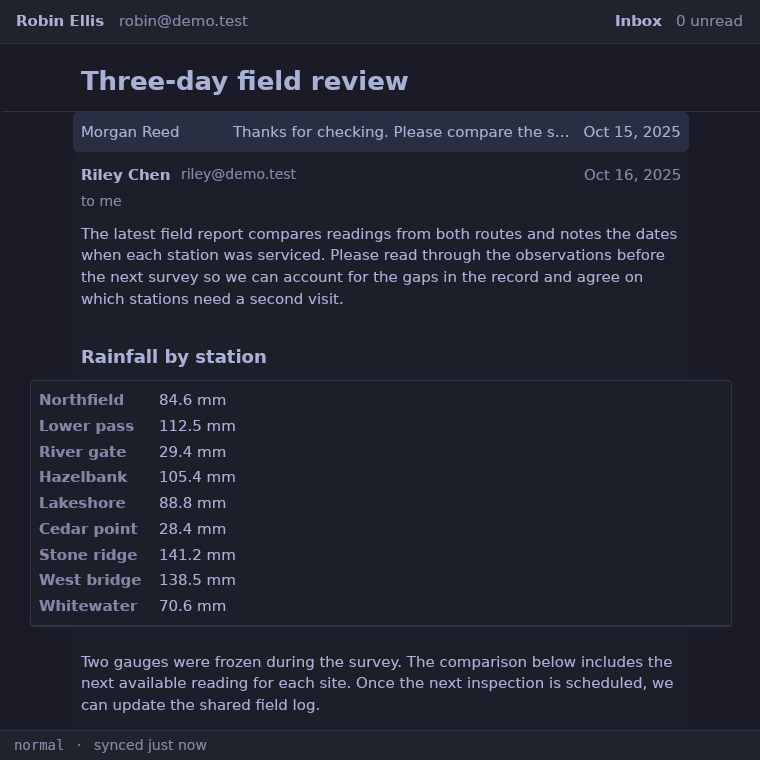 Robin Ellis robin@demo.test Inbox 0 unread
Three-day field review
Morgan Reed Thanks for checking. Please compare the s... Oct 15, 2025
Riley Chen riley@demo.test Oct 16, 2025
to me
The latest field report compares readings from both routes and notes the dates
when each station was serviced. Please read through the observations before
the next survey so we can account for the gaps in the record and agree on
which stations need a second visit.
Rainfall by station
Northfield 84.6 mm
Lower pass 112.5 mm
River gate 29.4 mm
Hazelbank 105.4 mm
Lakeshore 88.8 mm
Cedar point 28.4 mm
Stone ridge 141.2 mm
West bridge 138.5 mm
Whitewater 70.6 mm
Two gauges were frozen during the survey. The comparison below includes the
next available reading for each site. Once the next inspection is scheduled, we
can update the shared field log.
normal · synced just now